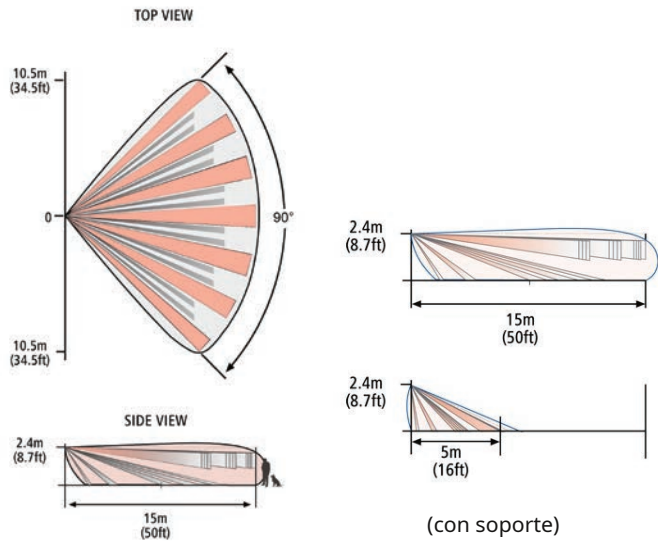 TOP VIEW
10.5m
(34.5ft)
0
90°
10.5m
(34.5ft)
SIDE VIEW
2.4m
(8.7ft)
15m
(50ft)
2.4m
(8.7ft)
15m
(50ft)
2.4m
(8.7ft)
5m
(16ft)
(con soporte)